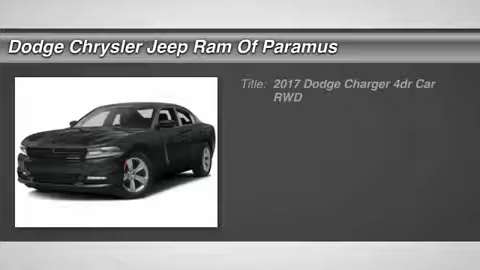 Dodge Chrysler Jeep Ram Of Paramus
Title: 2017 Dodge Charger 4dr Car
RWD